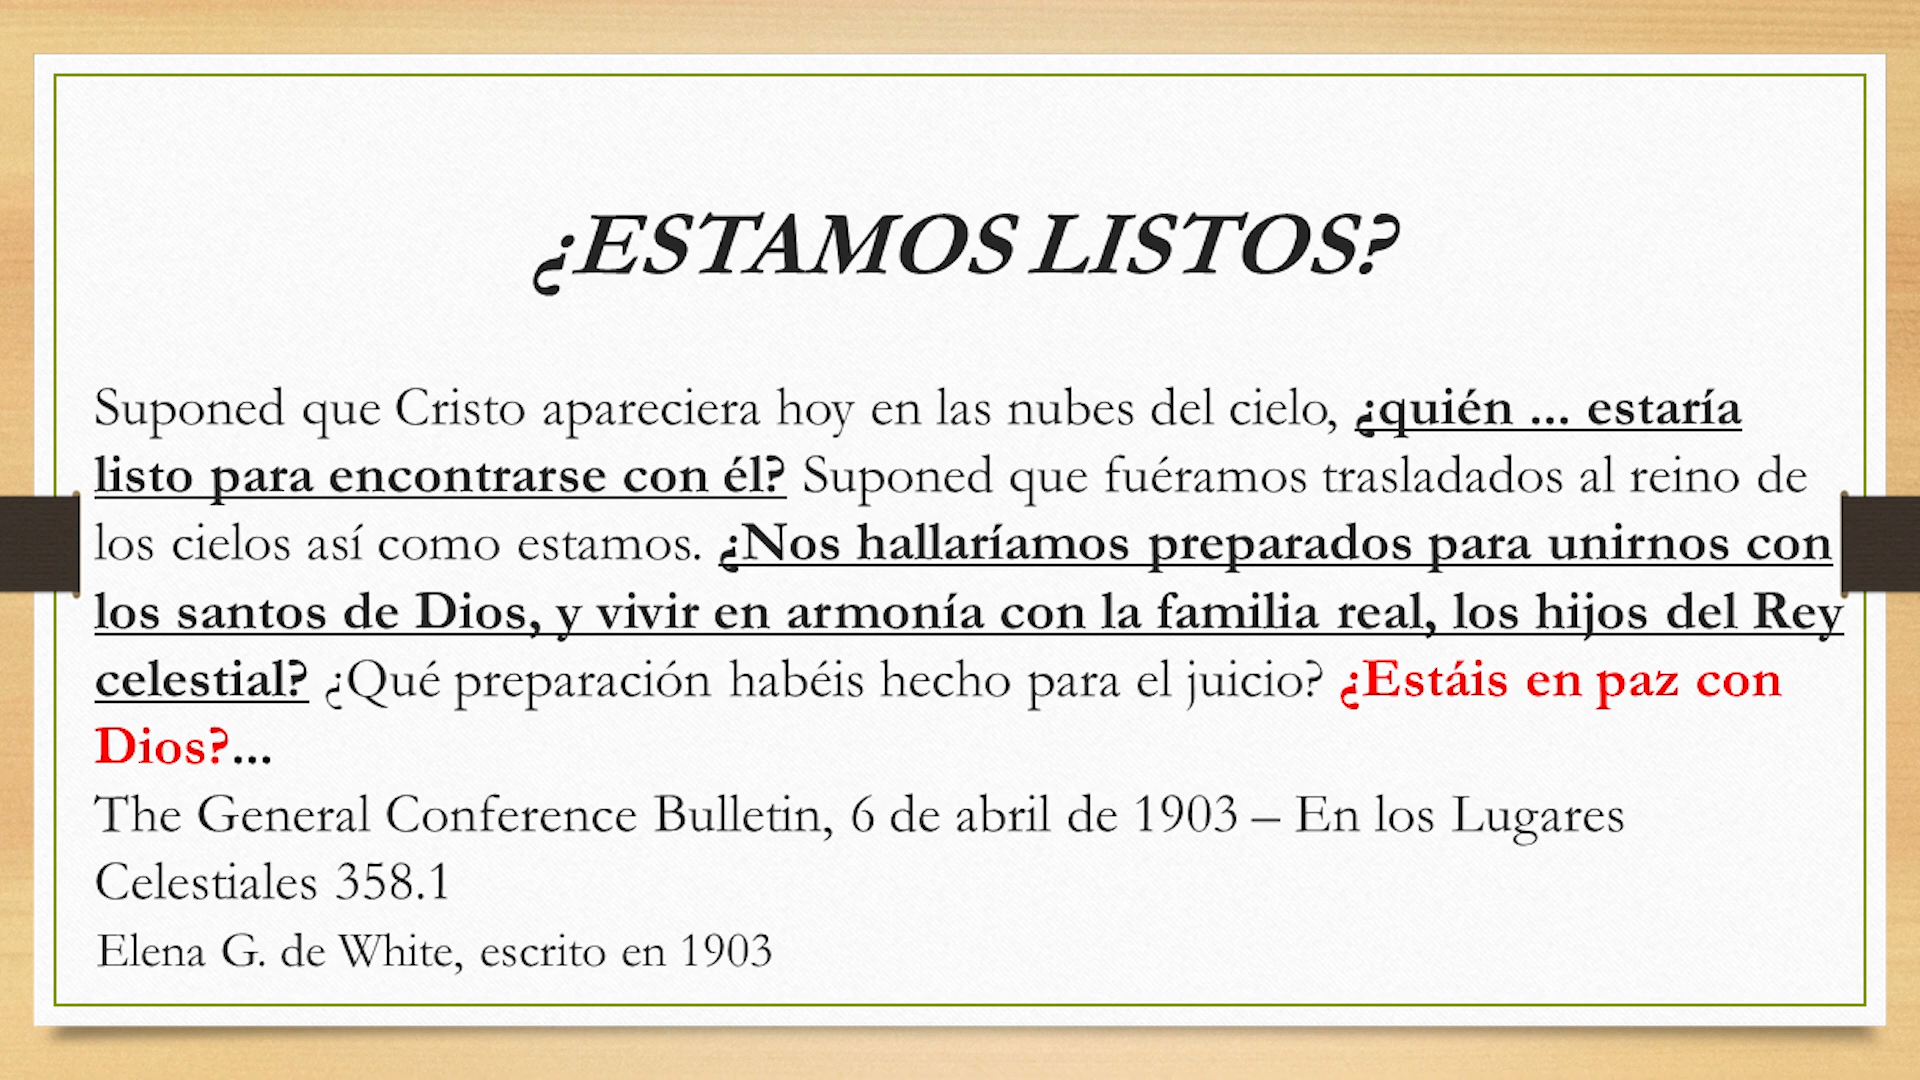 ¿ESTAMOS LISTOS?
Suponed que Cristo apareciera hoy en las nubes del cielo, ¿quién ... estaría
listo para encontrarse con él? Suponed que fuéramos trasladados al reino de
los cielos así como estamos. ¿Nos hallaríamos preparados para unirnos con
los santos de Dios, y vivir en armonía con la familia real, los hijos del Rey
celestial? ¿Qué preparación habéis hecho para el juicio? ¿Estáis en paz con
Dios?...
The General Conference Bulletin, 6 de abril de 1903 – En los Lugares
Celestiales 358.1
Elena G. de White, escrito en 1903